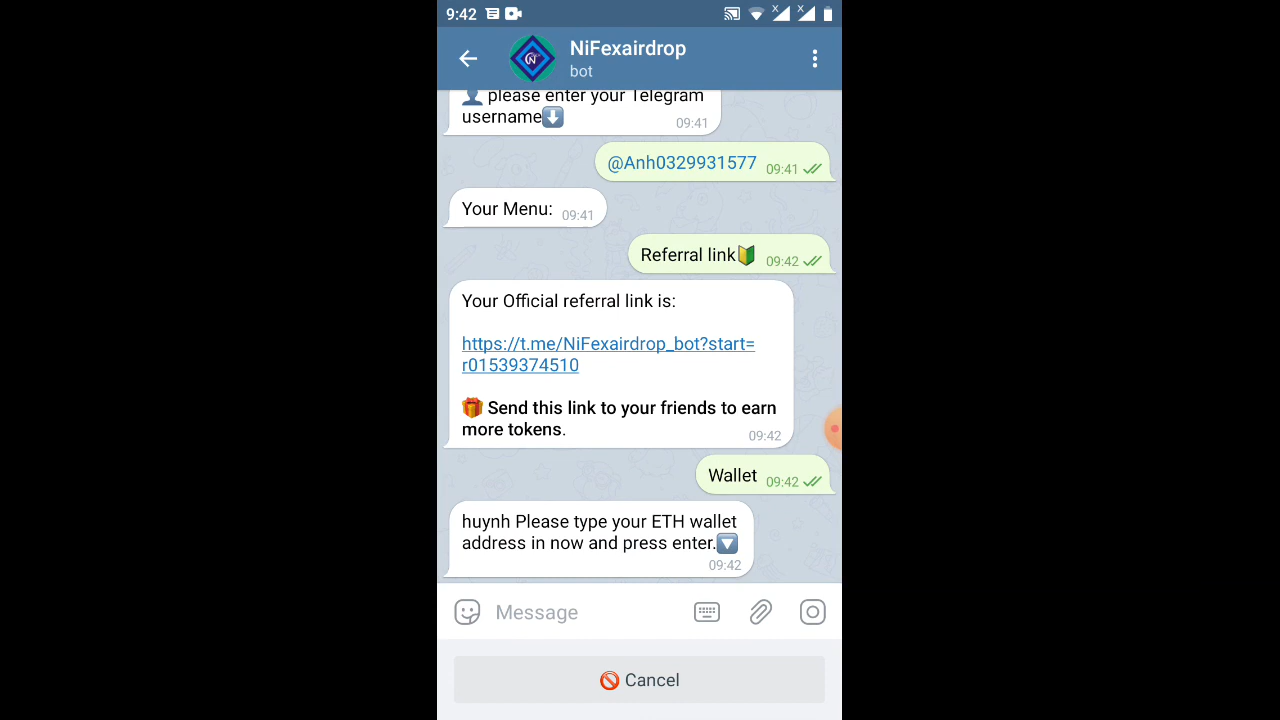 9:42
NiFexairdrop
bot
please enter your Telegram
username
09:41
@Anh0329931577 09:41
Your Menu: 09:41
Referral link 09:42
Your Official referral link is:
https://t.me/NiFexairdrop_bot?start=
r01539374510
Send this link to your friends to earn
more tokens.
09:42
Wallet 09:42
huynh Please type your ETH wallet
address in now and press enter.
09:42
Message
Cancel